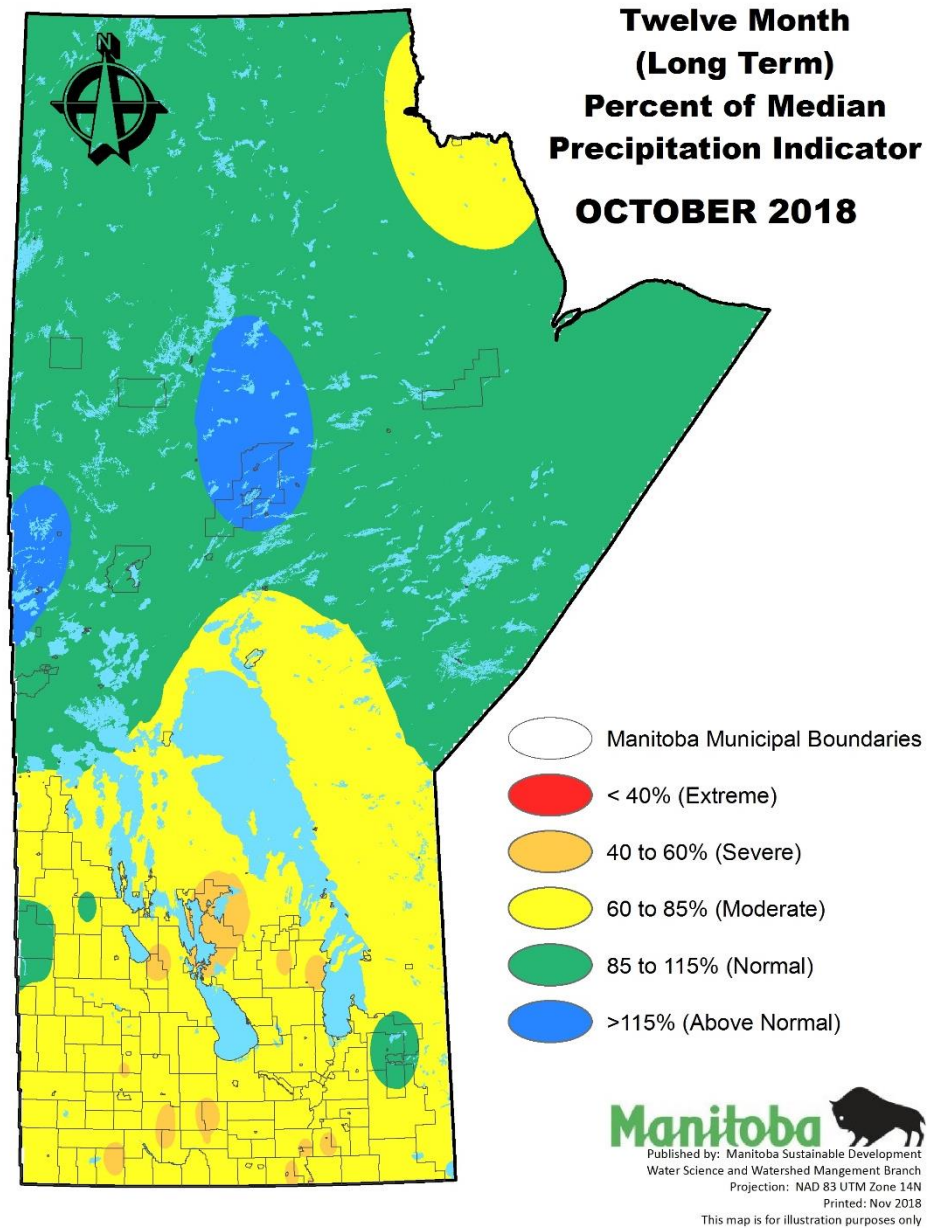 Twelve Month
(Long Term)
Percent of Median
Precipitation Indicator
OCTOBER 2018
N
Manitoba Municipal Boundaries
< 40% (Extreme)
40 to 60% (Severe)
60 to 85% (Moderate)
85 to 115% (Normal)
>115% (Above Normal)
Manitoba
Published by: Manitoba Sustainable Development
Water Science and Watershed Mangement Branch
Projection: NAD 83 UTM Zone 14N
Printed: Nov 2018
This map is for illustration purposes only